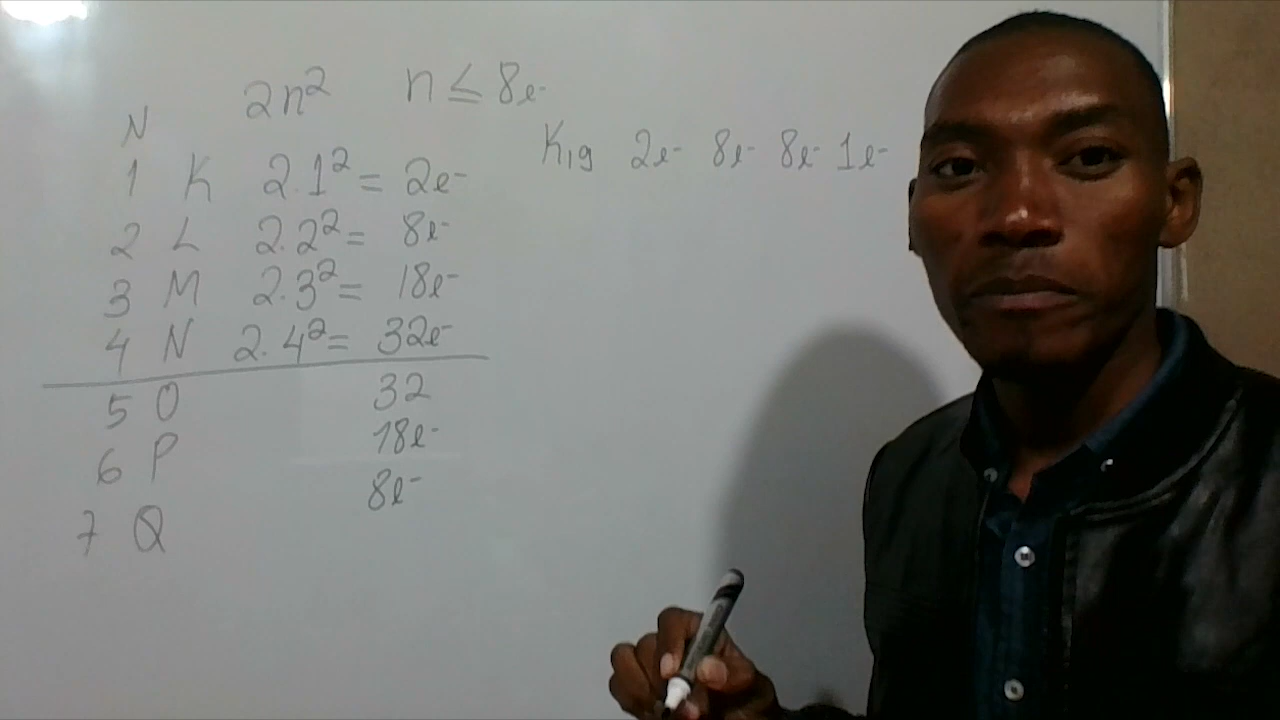 2n² n ≤ 8e-
N
1 K 2.1² = 2e-
2 L 2.2² = 8e-
3 M 2.3² = 18e-
4 N 2.4² = 32e-
5 O 32
6 P 18e-
7 Q 8e-
K19 2e- 8e- 8e- 1e-